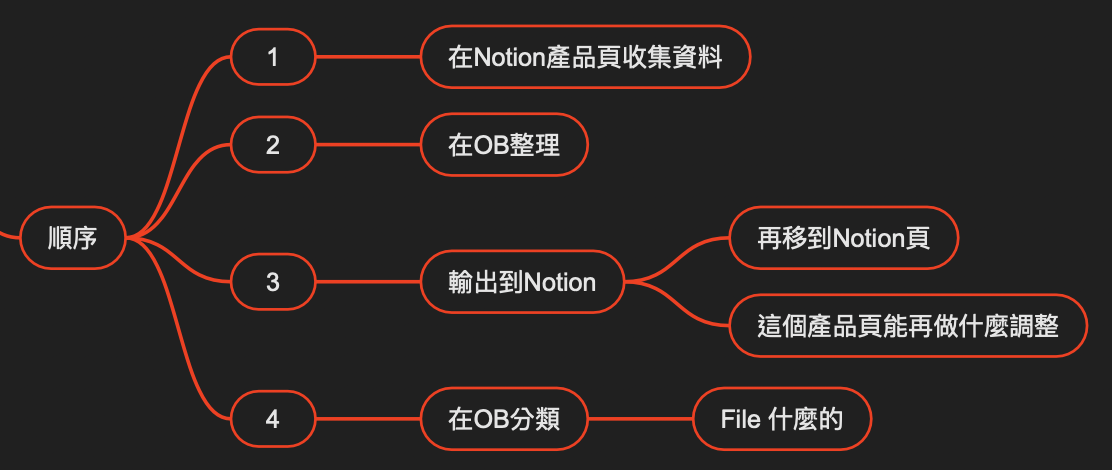 順序
1
在Notion產品頁收集資料
2
在OB整理
3
輸出到Notion
再移到Notion頁
這個產品頁能再做什麼調整
4
在OB分類
File 什麼的